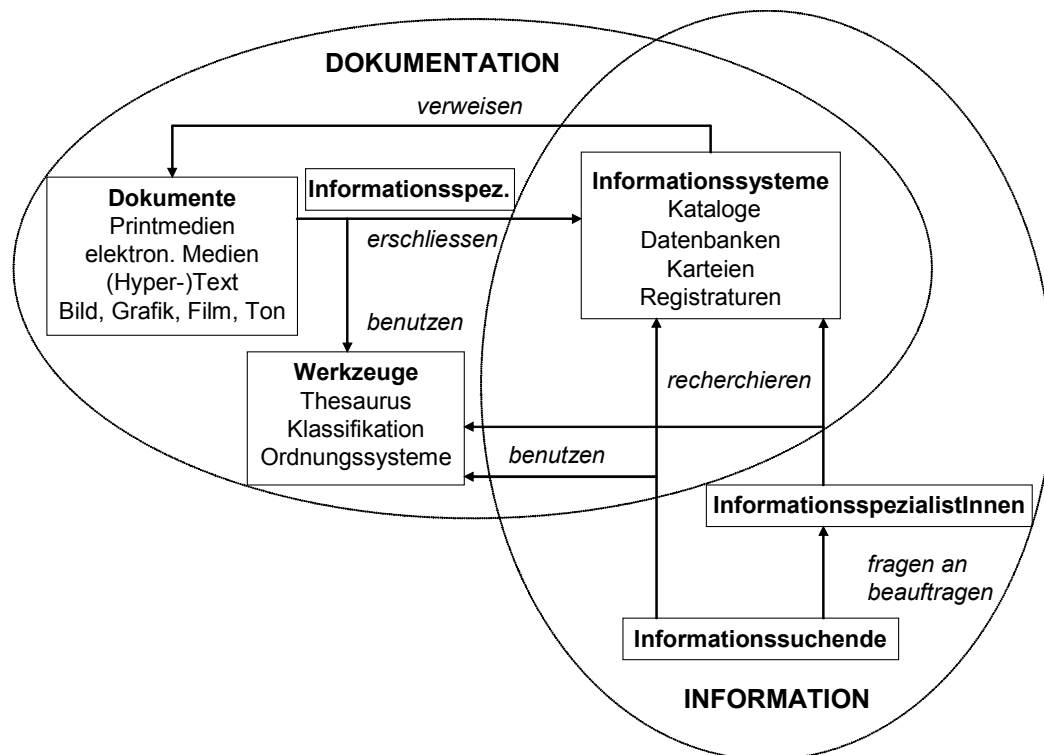 DOKUMENTATION
verweisen
Dokumente
Printmedien
elektron. Medien
(Hyper-)Text
Bild, Grafik, Film, Ton
Informationsspez.
erschliessen
Informationssysteme
Kataloge
Datenbanken
Karteien
Registraturen
benutzen
Werkzeuge
Thesaurus
Klassifikation
Ordnungssysteme
recherchieren
benutzen
InformationsspezialistInnen
fragen an
beauftragen
Informationssuchende
INFORMATION